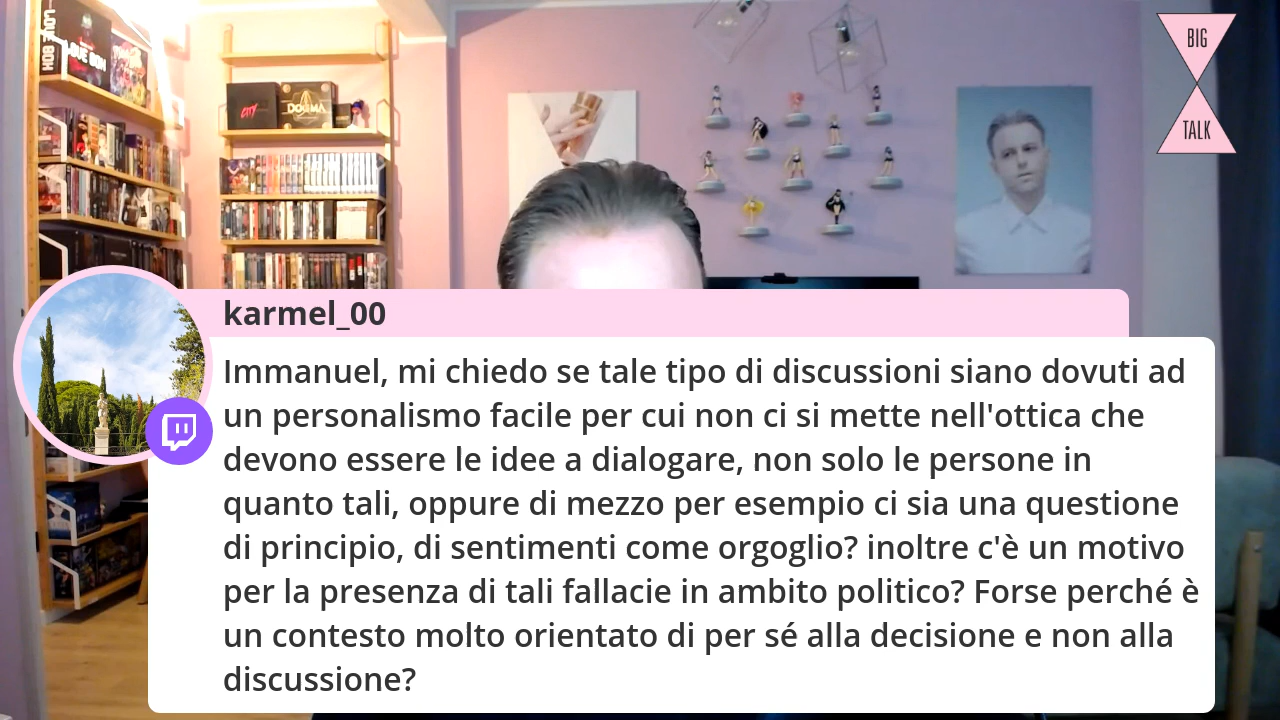 LOVE BOX
CITY
DOGMA
BIG
TALK
karmel_00
Immanuel, mi chiedo se tale tipo di discussioni siano dovuti ad
un personalismo facile per cui non ci si mette nell'ottica che
devono essere le idee a dialogare, non solo le persone in
quanto tali, oppure di mezzo per esempio ci sia una questione
di principio, di sentimenti come orgoglio? inoltre c'è un motivo
per la presenza di tali fallacie in ambito politico? Forse perché è
un contesto molto orientato di per sé alla decisione e non alla
discussione?